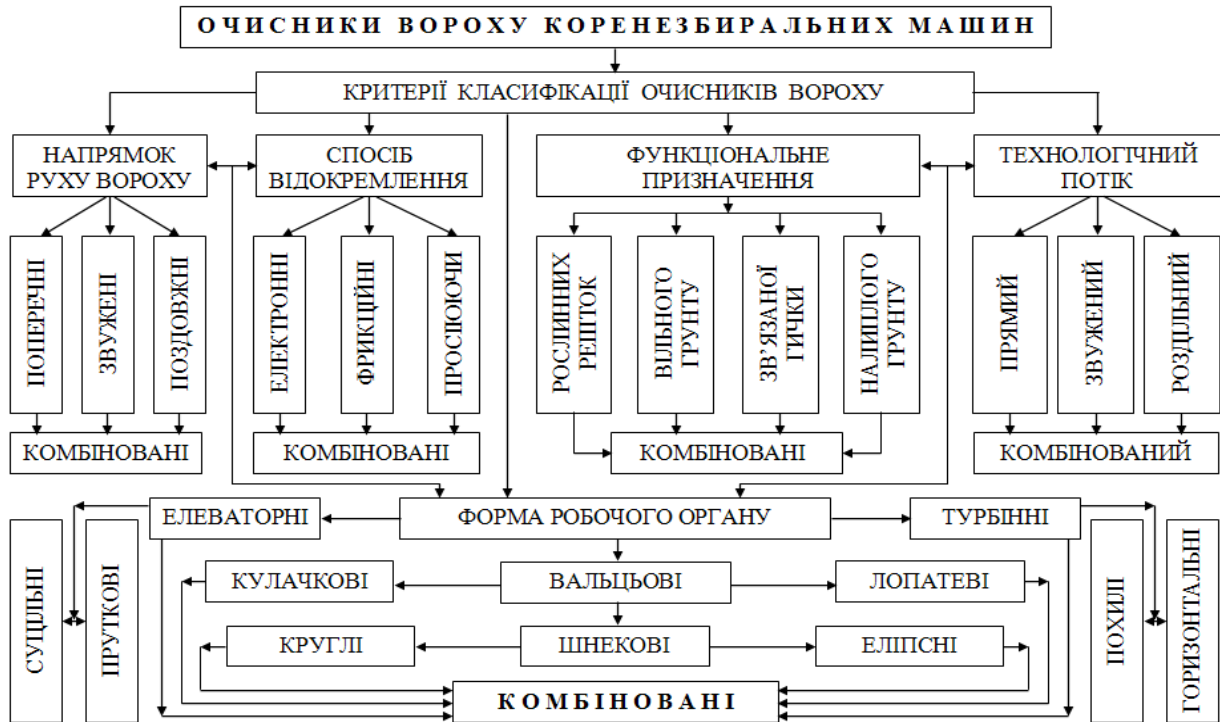 ОЧИСНИКИ ВОРОХУ КОРЕНЕЗБИРАЛЬНИХ МАШИН
КРИТЕРІЇ КЛАСИФІКАЦІЇ ОЧИСНИКІВ ВОРОХУ
НАПРЯМОК
РУХУ ВОРОХУ
СПОСІБ
ВІДОКРЕМЛЕННЯ
ФУНКЦІОНАЛЬНЕ
ПРИЗНАЧЕННЯ
ТЕХНОЛОГІЧНИЙ
ПОТІК
ПОПЕРЕЧНІ
ЗВУЖЕНІ
ПОЗДОВЖНІ
ЕЛЕКТРОННІ
ФРИКЦІЙНІ
ПРОСІЮЮЧИ
РОСЛИННИХ
РЕШТОК
ВІЛЬНОГО
ГРУНТУ
ЗВ’ЯЗАНОЇ
ГИЧКИ
НАЛИПЛОГО
ГРУНТУ
ПРЯМИЙ
ЗВУЖЕНИЙ
РОЗДІЛЬНИЙ
КОМБІНОВАНІ
КОМБІНОВАНІ
КОМБІНОВАНІ
КОМБІНОВАНИЙ
ЕЛЕВАТОРНІ
ФОРМА РОБОЧОГО ОРГАНУ
ТУРБІННІ
СУЦІЛЬНІ
ПРУТКОВІ
КУЛАЧКОВІ
ВАЛЬЦЬОВІ
ЛОПАТЕВІ
ПОХИЛІ
ГОРИЗОНТАЛЬНІ
КРУГЛІ
ШНЕКОВІ
ЕЛІПСНІ
КОМБІНОВАНІ